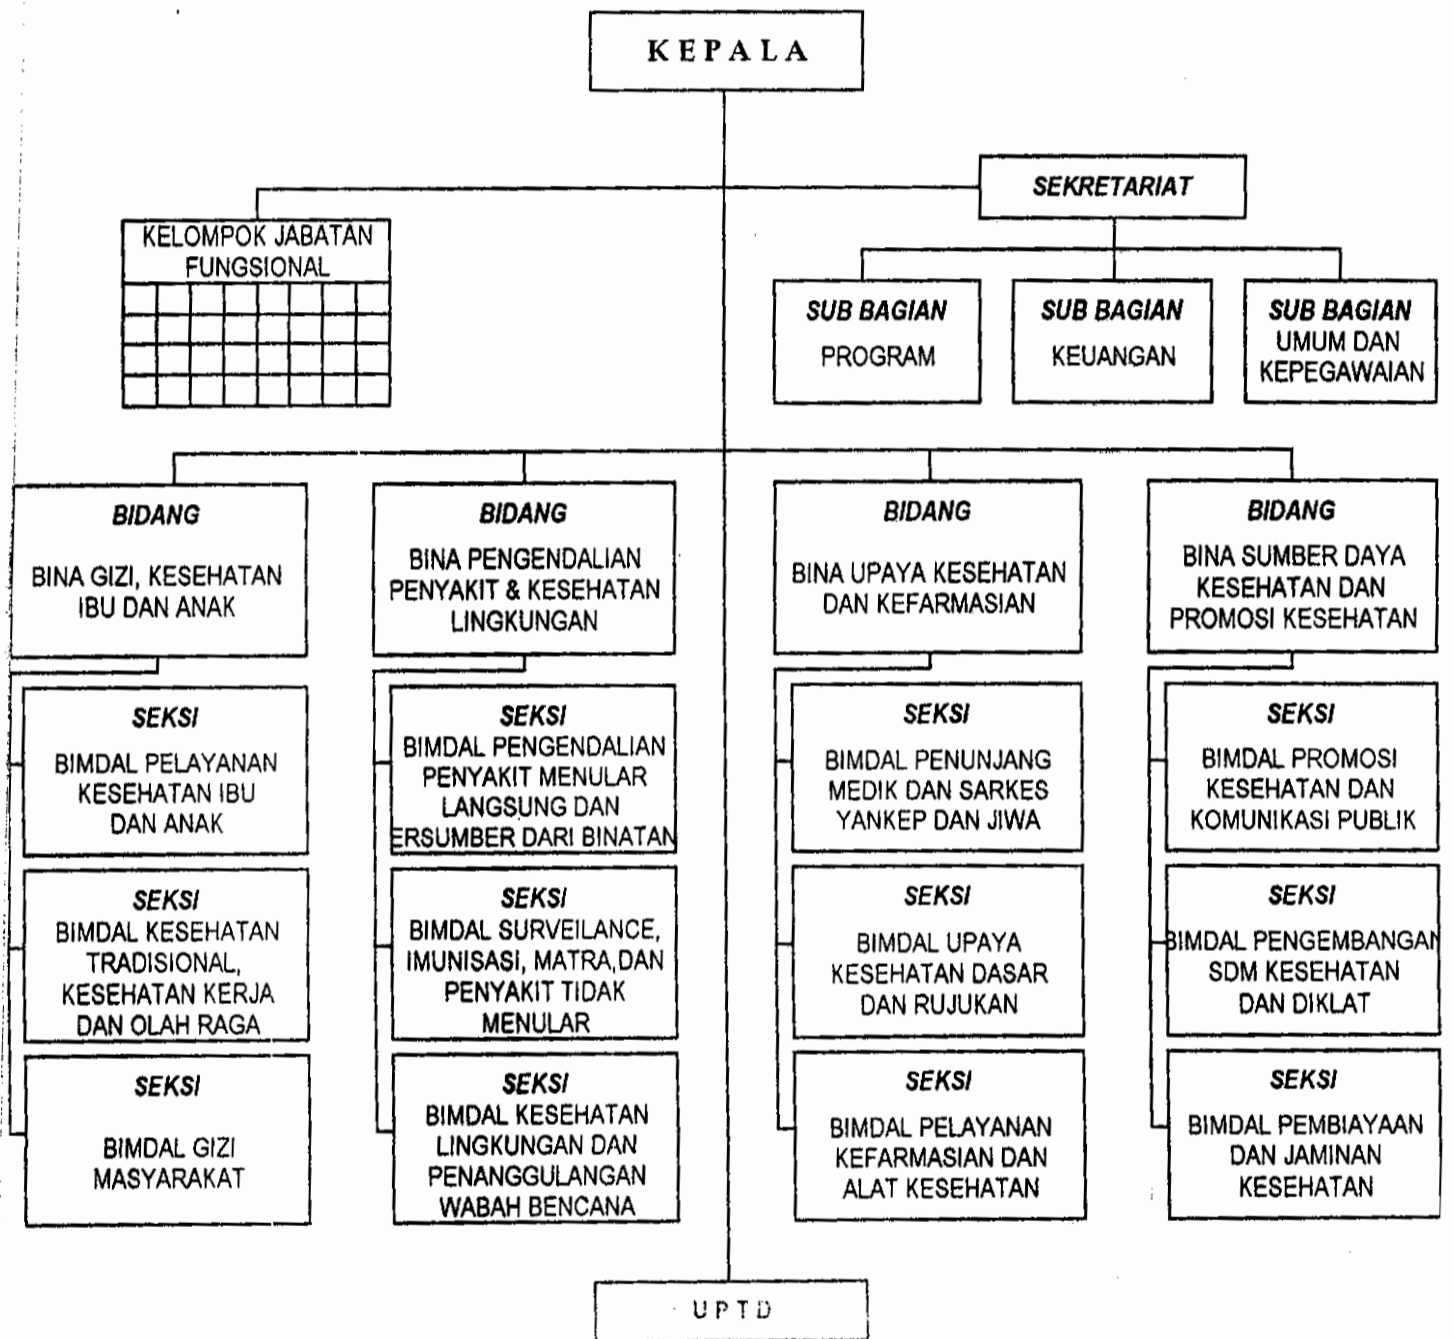 KEPALA
SEKRETARIAT
KELOMPOK JABATAN
FUNGSIONAL
SUB BAGIAN
PROGRAM
SUB BAGIAN
KEUANGAN
SUB BAGIAN
UMUM DAN
KEPEGAWAIAN
BIDANG
BINA GIZI, KESEHATAN
IBU DAN ANAK
BIDANG
BINA PENGENDALIAN
PENYAKIT & KESEHATAN
LINGKUNGAN
BIDANG
BINA UPAYA KESEHATAN
DAN KEFARMASIAN
BIDANG
BINA SUMBER DAYA
KESEHATAN DAN
PROMOSI KESEHATAN
SEKSI
BIMDAL PELAYANAN
KESEHATAN IBU
DAN ANAK
SEKSI
BIMDAL PENGENDALIAN
PENYAKIT MENULAR
LANGSUNG DAN
ERSUMBER DARI BINATAN
SEKSI
BIMDAL PENUNJANG
MEDIK DAN SARKES
YANKEP DAN JIWA
SEKSI
BIMDAL PROMOSI
KESEHATAN DAN
KOMUNIKASI PUBLIK
SEKSI
BIMDAL KESEHATAN
TRADISIONAL,
KESEHATAN KERJA
DAN OLAH RAGA
SEKSI
BIMDAL SURVEILANCE,
IMUNISASI, MATRA,DAN
PENYAKIT TIDAK
MENULAR
SEKSI
BIMDAL UPAYA
KESEHATAN DASAR
DAN RUJUKAN
SEKSI
BIMDAL PENGEMBANGAN
SDM KESEHATAN
DAN DIKLAT
SEKSI
BIMDAL GIZI
MASYARAKAT
SEKSI
BIMDAL KESEHATAN
LINGKUNGAN DAN
PENANGGULANGAN
WABAH BENCANA
SEKSI
BIMDAL PELAYANAN
KEFARMASIAN DAN
ALAT KESEHATAN
SEKSI
BIMDAL PEMBIAYAAN
DAN JAMINAN
KESEHATAN
UPTD